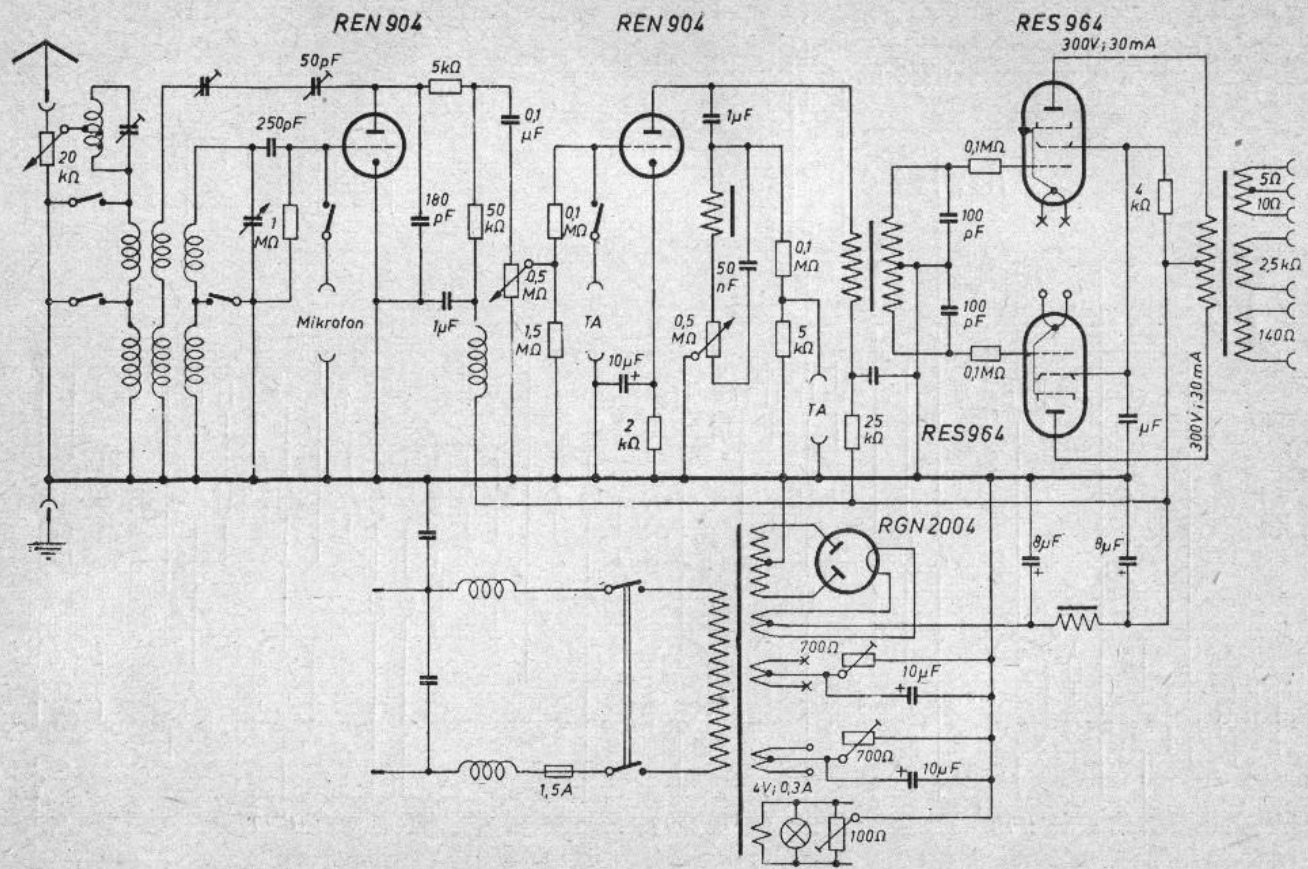 REN 904
REN 904
RES 964
300V; 30mA
50pF
5kΩ
0,1
µF
1µF
250pF
20
kΩ
1
MΩ
180
pF
50
kΩ
0,1
MΩ
0,1MΩ
4
kΩ
5Ω
10Ω
100
pF
50
nF
0,1
MΩ
2,5kΩ
0,5
MΩ
Mikrofon
1µF
1,5
MΩ
TA
0,5
MΩ
5
kΩ
100
pF
140Ω
10µF
+
0,1MΩ
2
kΩ
TA
25
kΩ
RES964
µF
300V; 30mA
RGN2004
8µF
+
8µF
+
700Ω
+
10µF
700Ω
+
10µF
1,5A
4V; 0,3A
100Ω